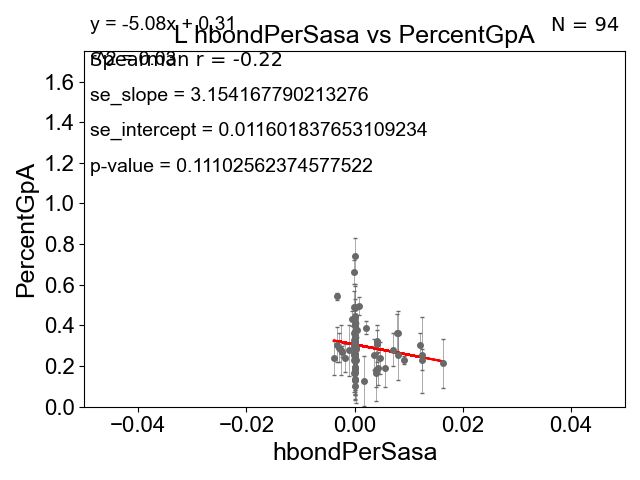 y = -5.08x + 0.31
N = 94
L hbondPerSasa vs PercentGpA
Spearman r = -0.22
se_slope = 3.154167790213276
se_intercept = 0.011601837653109234
p-value = 0.11102562374577522
PercentGpA
1.6
1.4
1.2
1.0
0.8
0.6
0.4
0.2
0.0
−0.04
−0.02
0.00
0.02
0.04
hbondPerSasa